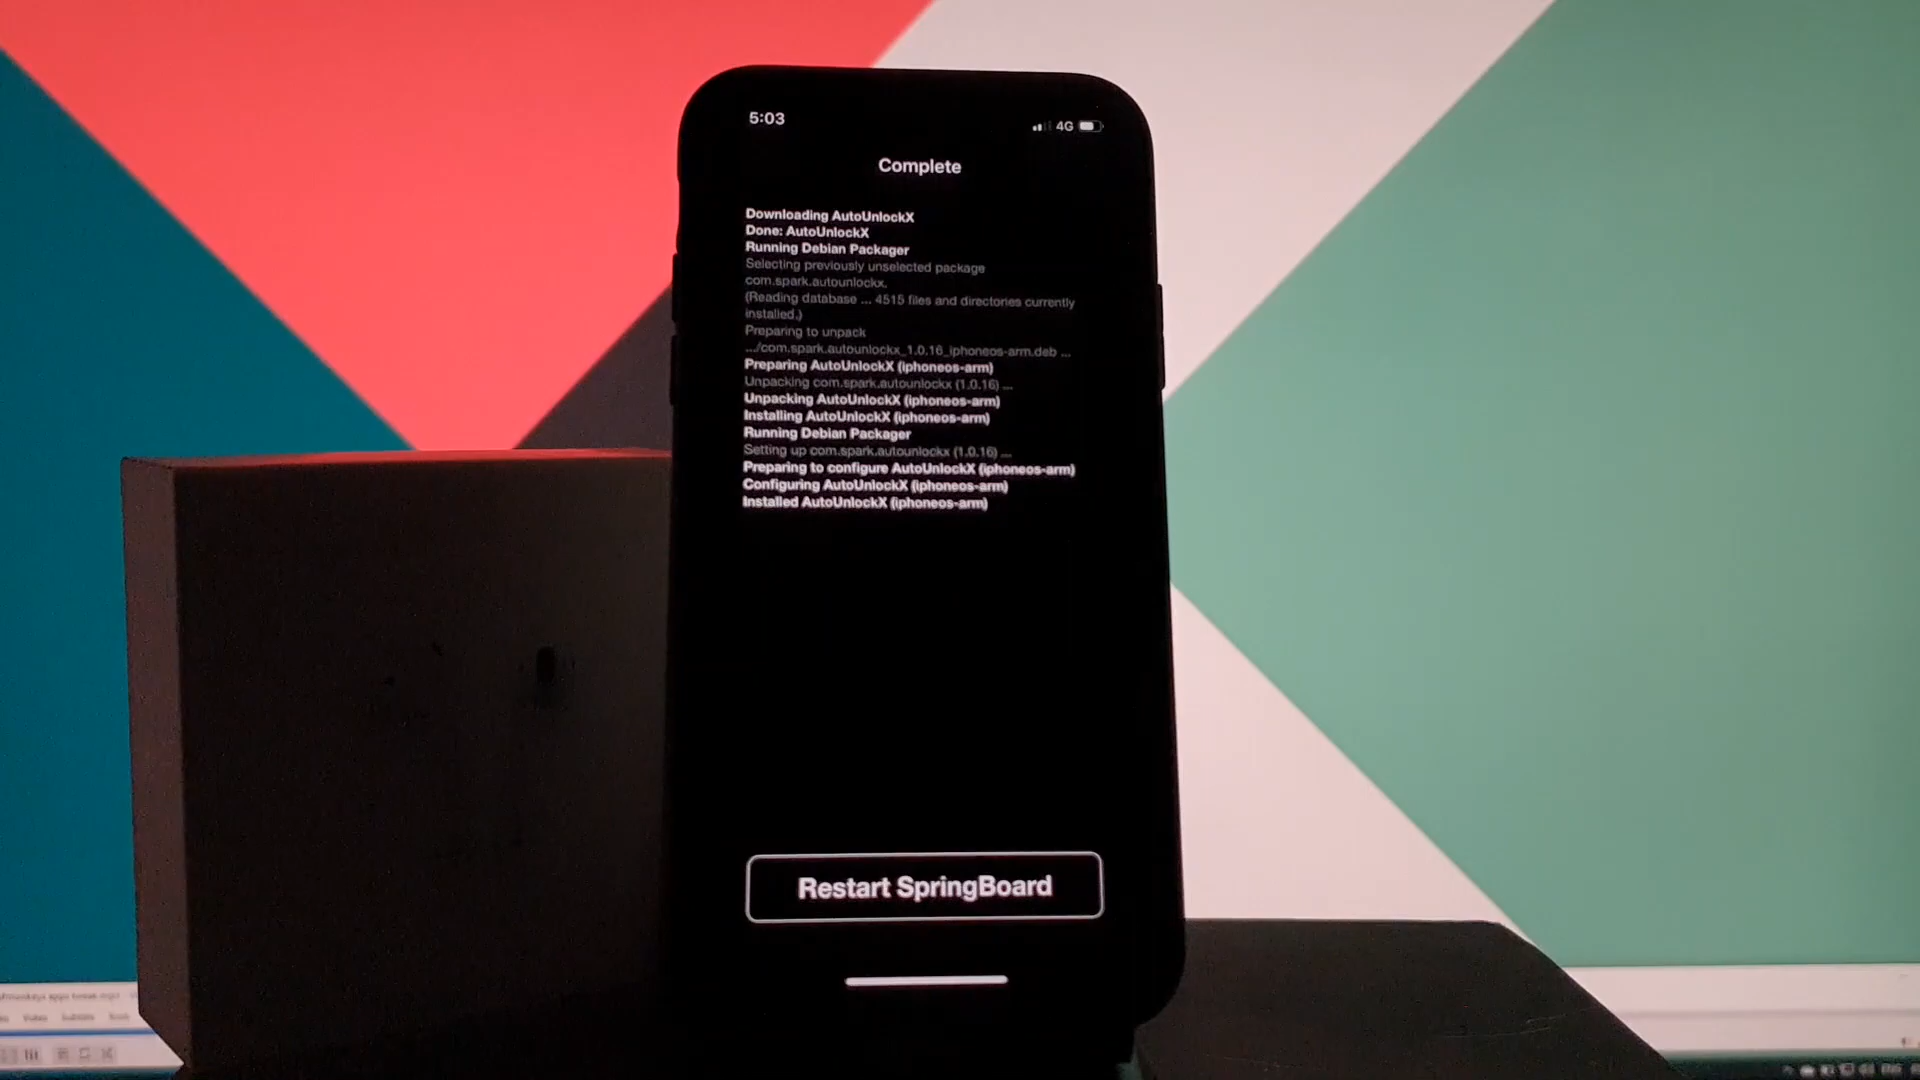 5:03
4G
Complete
Downloading AutoUnlockX
Done: AutoUnlockX
Running Debian Packager
Selecting previously unselected package
com.spark.autounlockx.
(Reading database ... 4515 files and directories currently
installed.)
Preparing to unpack
.../com.spark.autounlockx_1.0.16_iphoneos-arm.deb ...
Preparing AutoUnlockX (iphoneos-arm)
Unpacking com.spark.autounlockx (1.0.16) ...
Unpacking AutoUnlockX (iphoneos-arm)
Installing AutoUnlockX (iphoneos-arm)
Running Debian Packager
Setting up com.spark.autounlockx (1.0.16) ...
Preparing to configure AutoUnlockX (iphoneos-arm)
Configuring AutoUnlockX (iphoneos-arm)
Installed AutoUnlockX (iphoneos-arm)
Restart SpringBoard